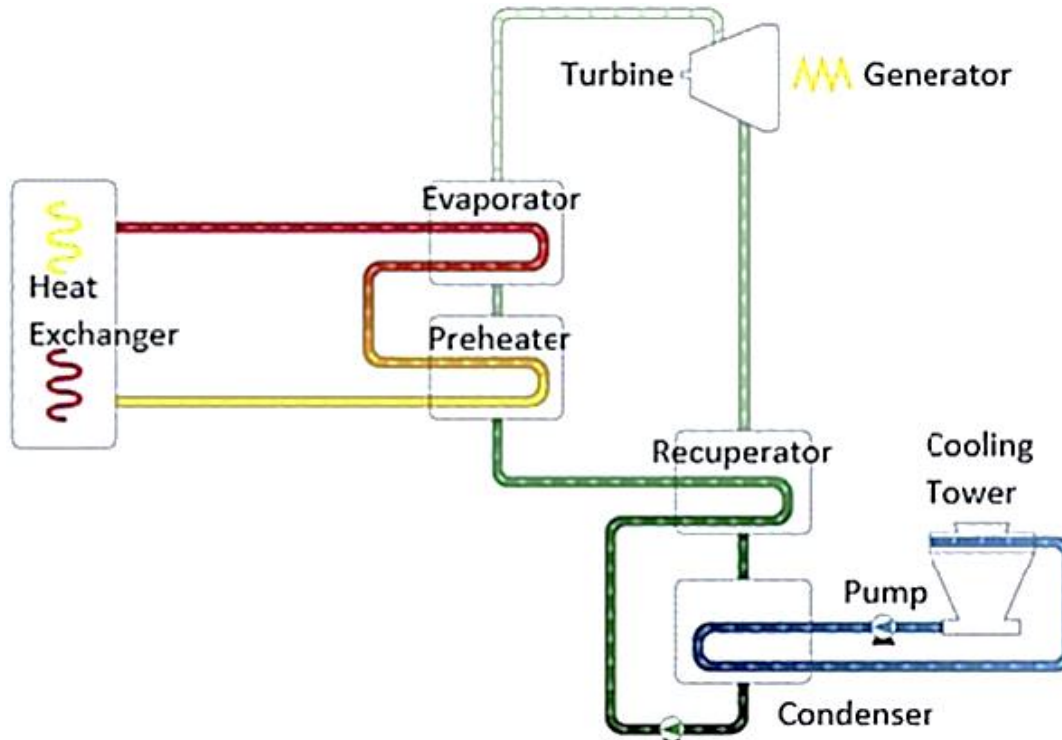 Turbine
Generator
Evaporator
Heat
Exchanger
Preheater
Recuperator
Cooling
Tower
Pump
Condenser